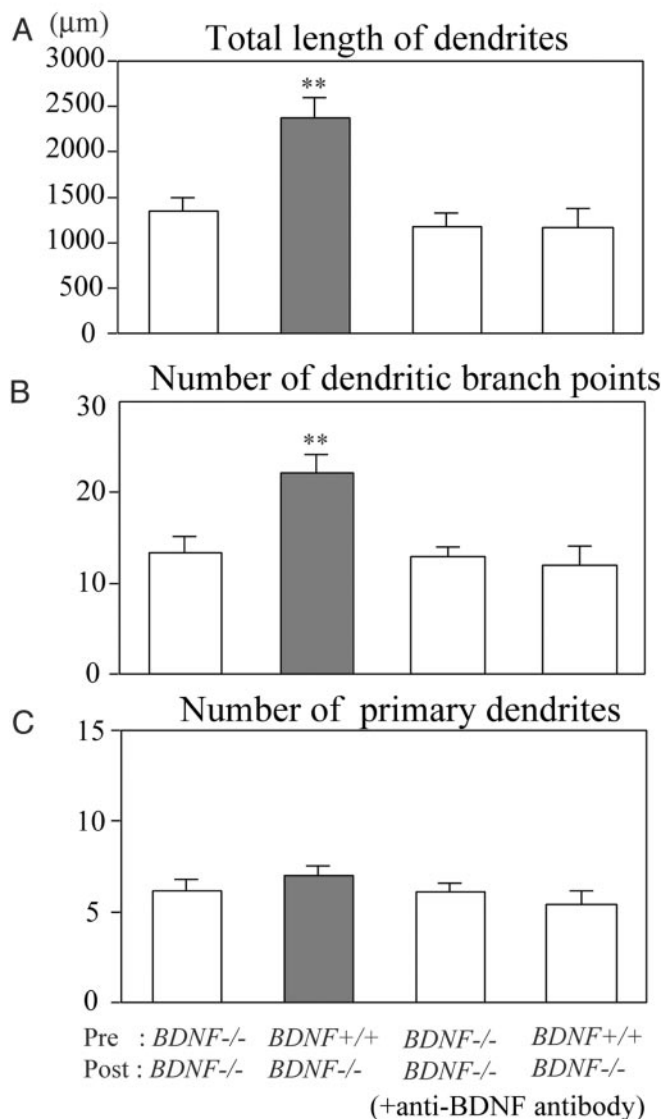 A (μm) Total length of dendrites
3000
2500
**
2000
1500
1000
500
0
B Number of dendritic branch points
30
**
20
10
0
C Number of primary dendrites
15
10
5
0
Pre : BDNF-/- BDNF+/+ BDNF-/- BDNF+/+
Post : BDNF-/- BDNF-/- BDNF-/- BDNF-/-
(+anti-BDNF antibody)